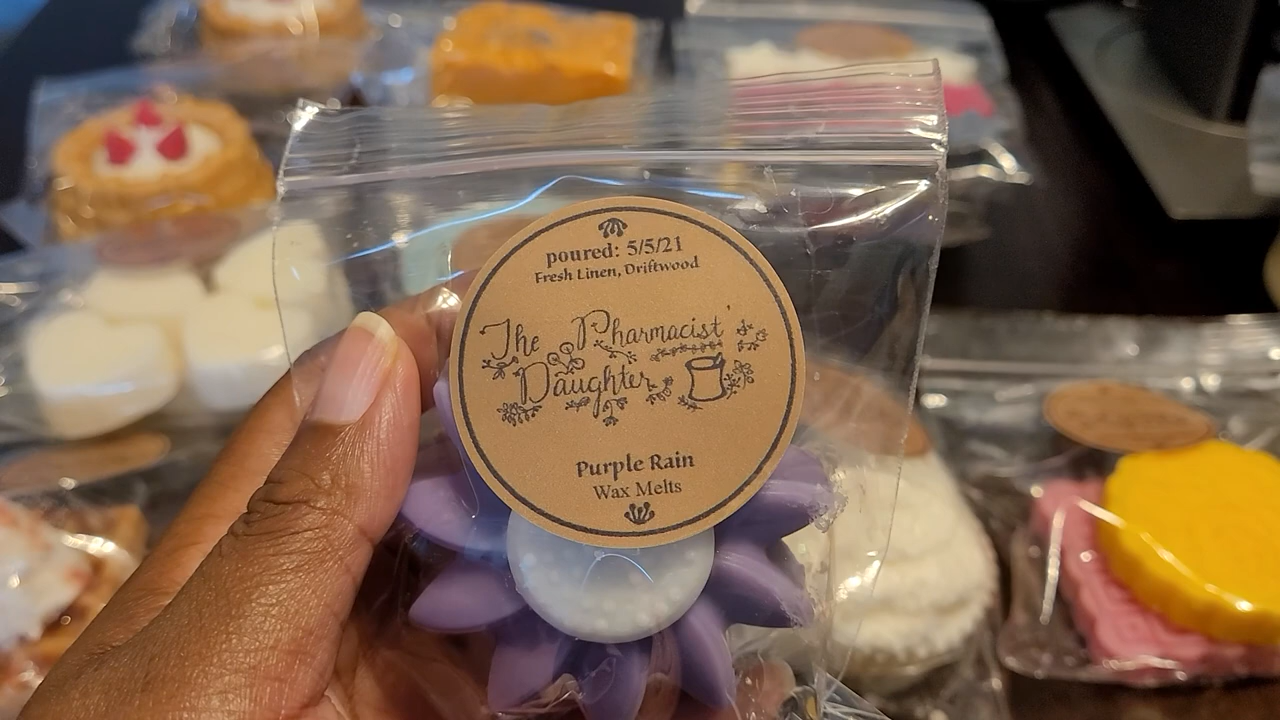 poured: 5/5/21
Fresh Linen, Driftwood
The Pharmacist'
Daughter
Purple Rain
Wax Melts